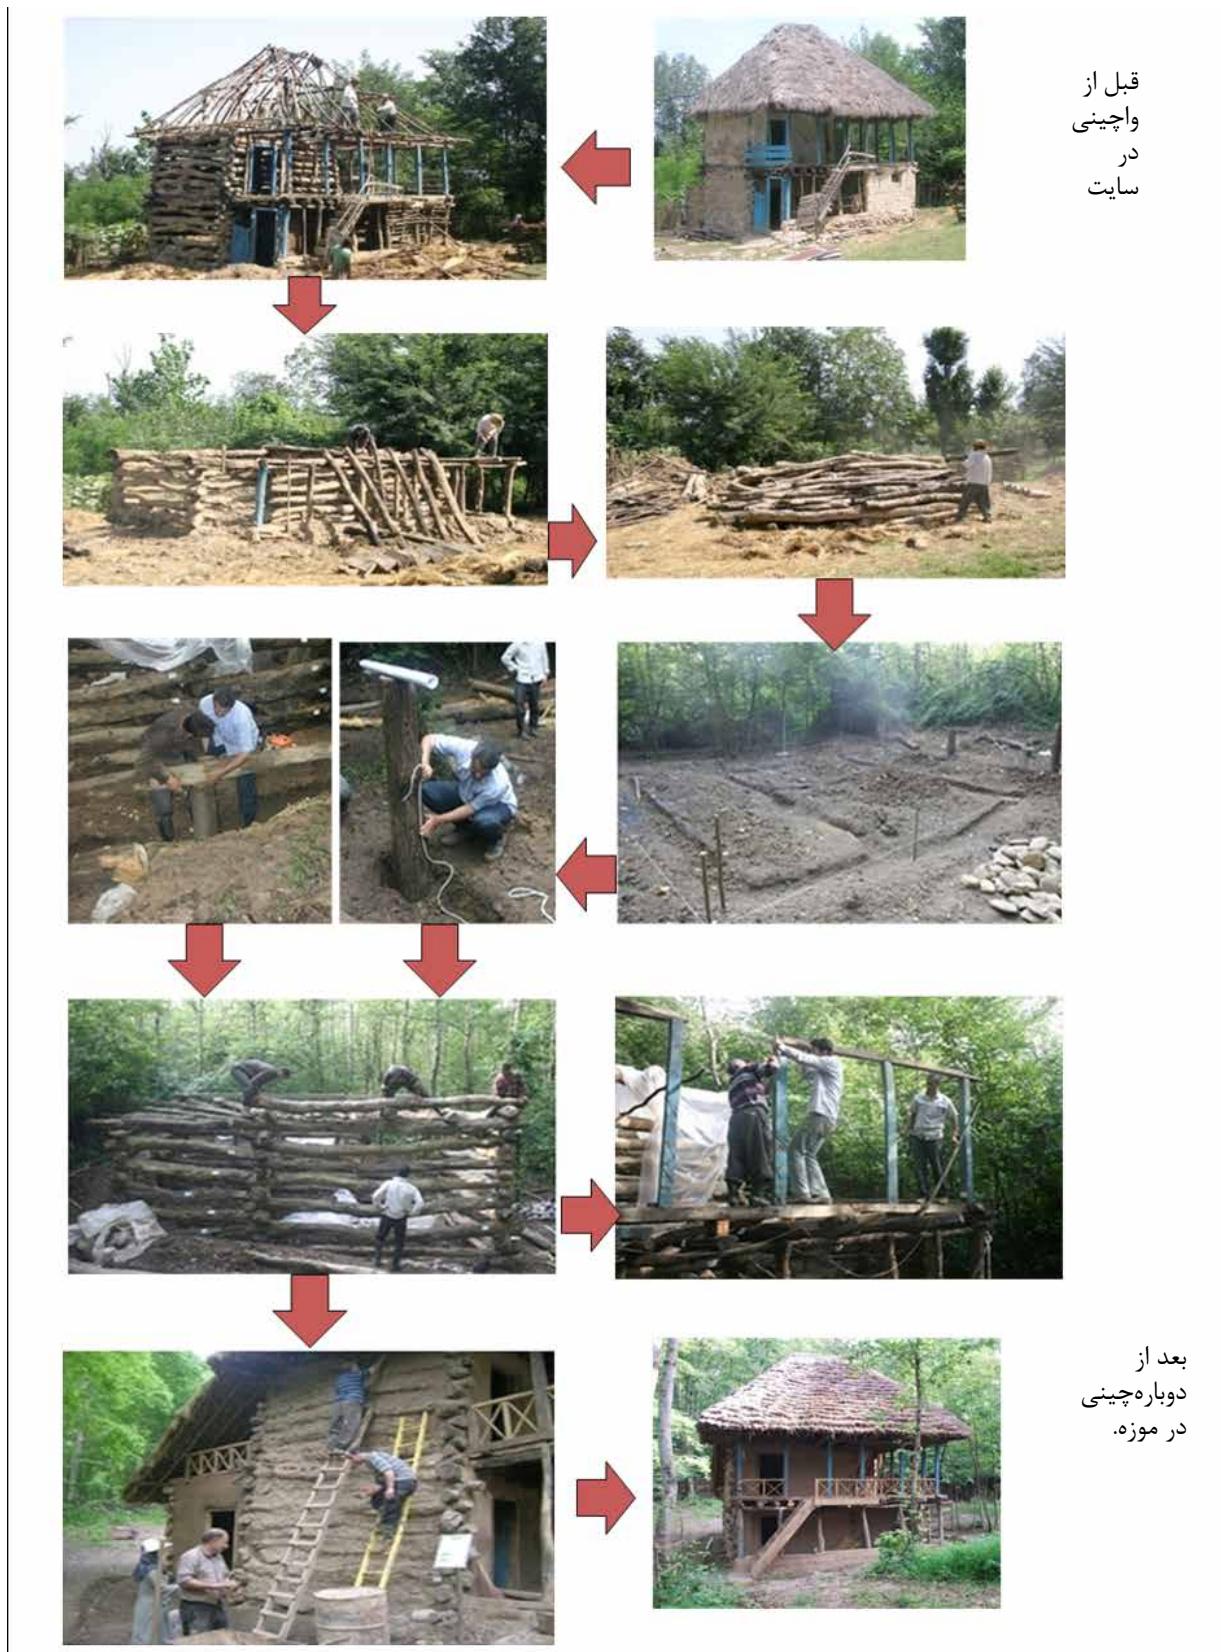 قبل از
واچینی
در
سایت
بعد از
دوباره‌چینی
در موزه.